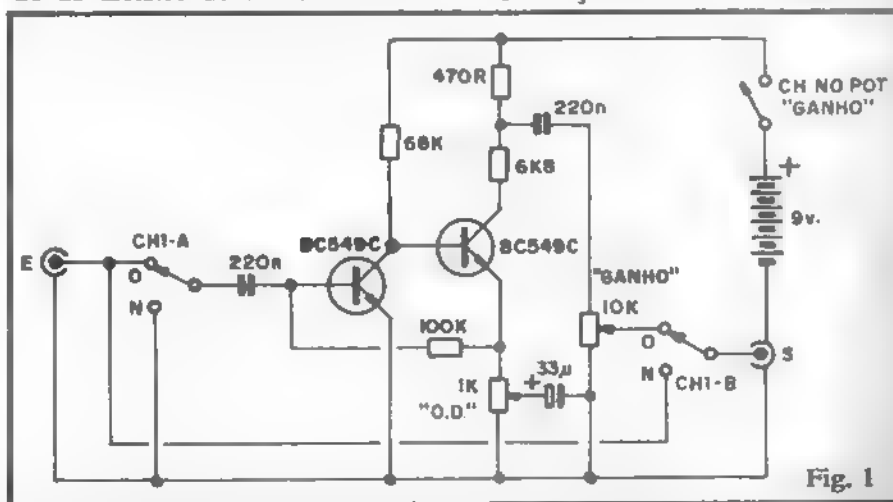 470R
220n
CH NO POT
"GANHO"
68K
6K8
+
9v.
BC549C
BC549C
E
CH1-A
O
220n
N
"GANHO"
10K
O
S
100K
33µ
+
1K
"O.D."
N
CH1-B
Fig. 1